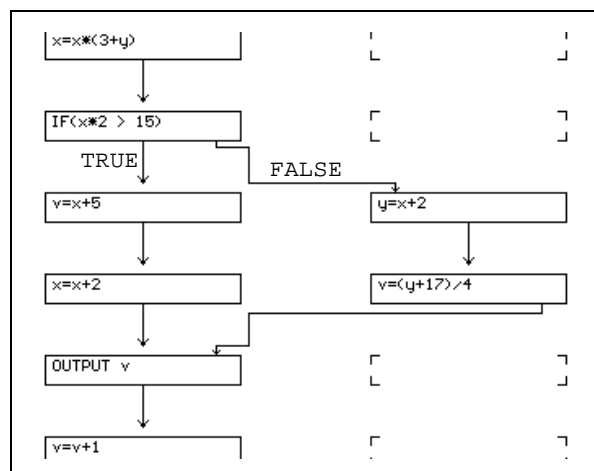 x=x*(3+y)
IF(x*2 > 15)
TRUE
FALSE
v=x+5
y=x+2
x=x+2
v=(y+17)/4
OUTPUT v
v=v+1